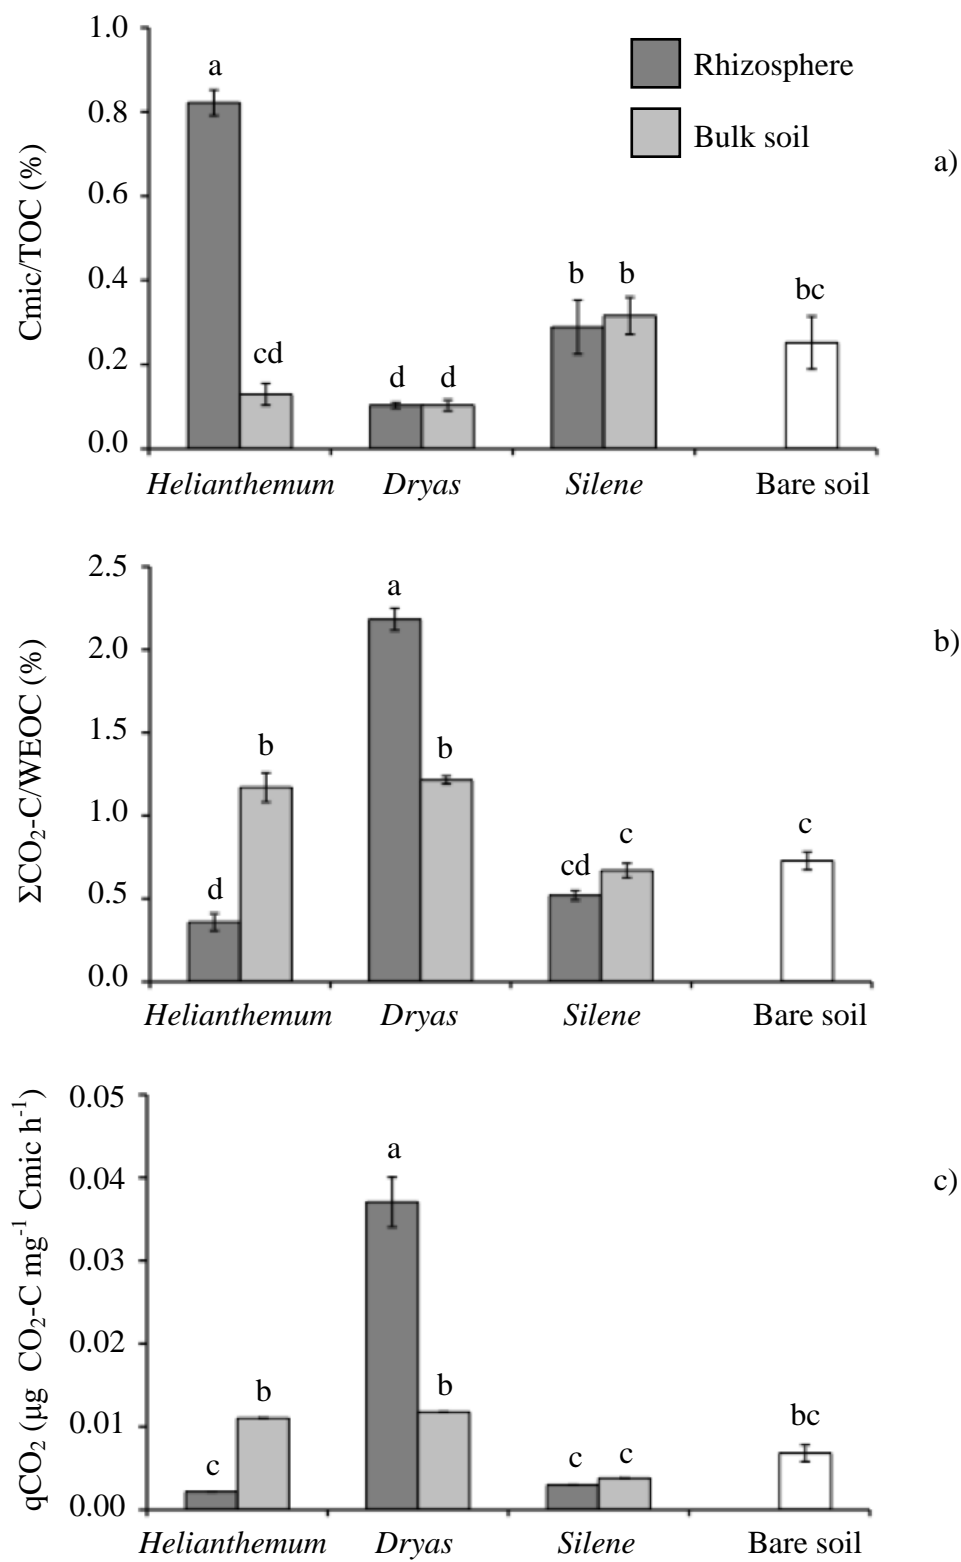 1.0
a
Rhizosphere
0.8
Bulk soil
a)
Cmic/TOC (%)
0.6
0.4
b b
bc
cd
0.2
d d
0.0
Helianthemum Dryas Silene Bare soil
2.5
a
b)
ΣCO₂-C/WEOC (%)
2.0
1.5
b
b
1.0
c
c
cd
0.5
d
0.0
Helianthemum Dryas Silene Bare soil
0.05
a
c)
qCO₂ (µg CO₂-C mg⁻¹ Cmic h⁻¹)
0.04
0.03
0.02
b
b
0.01
bc
c
c c
0.00
Helianthemum Dryas Silene Bare soil